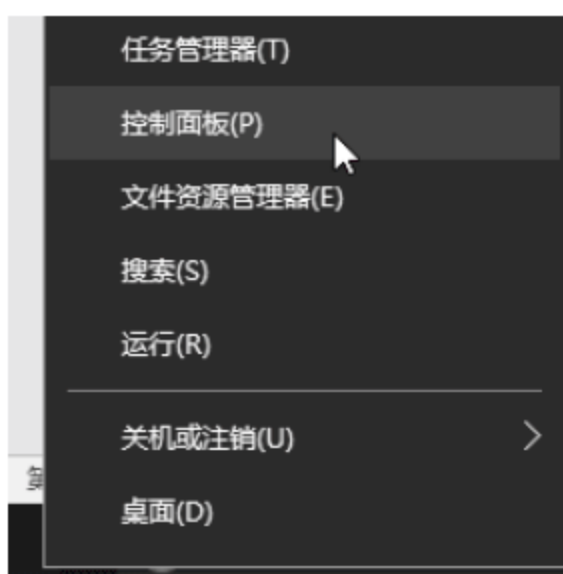 任务管理器(T)
控制面板(P)
文件资源管理器(E)
搜索(S)
运行(R)
关机或注销(U)
桌面(D)